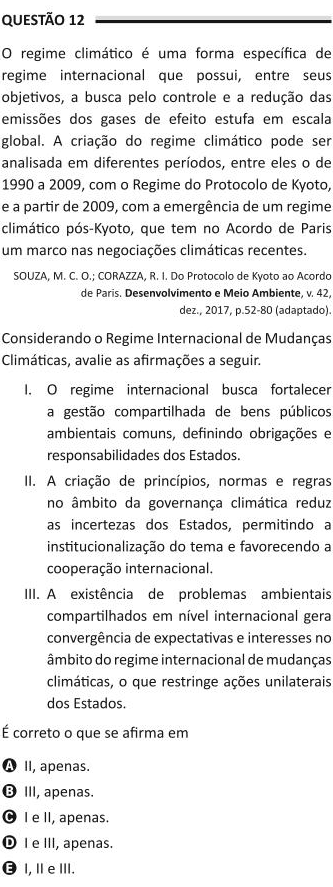 QUESTÃO 12
O regime climático é uma forma específica de
regime internacional que possui, entre seus
objetivos, a busca pelo controle e a redução das
emissões dos gases de efeito estufa em escala
global. A criação do regime climático pode ser
analisada em diferentes períodos, entre eles o de
1990 a 2009, com o Regime do Protocolo de Kyoto,
e a partir de 2009, com a emergência de um regime
climático pós-Kyoto, que tem no Acordo de Paris
um marco nas negociações climáticas recentes.
SOUZA, M. C. O.; CORAZZA, R. I. Do Protocolo de Kyoto ao Acordo
de Paris. Desenvolvimento e Meio Ambiente, v. 42,
dez., 2017, p.52-80 (adaptado).
Considerando o Regime Internacional de Mudanças
Climáticas, avalie as afirmações a seguir.
I. O regime internacional busca fortalecer
a gestão compartilhada de bens públicos
ambientais comuns, definindo obrigações e
responsabilidades dos Estados.
II. A criação de princípios, normas e regras
no âmbito da governança climática reduz
as incertezas dos Estados, permitindo a
institucionalização do tema e favorecendo a
cooperação internacional.
III. A existência de problemas ambientais
compartilhados em nível internacional gera
convergência de expectativas e interesses no
âmbito do regime internacional de mudanças
climáticas, o que restringe ações unilaterais
dos Estados.
É correto o que se afirma em
A II, apenas.
B III, apenas.
C I e II, apenas.
D I e III, apenas.
E I, II e III.